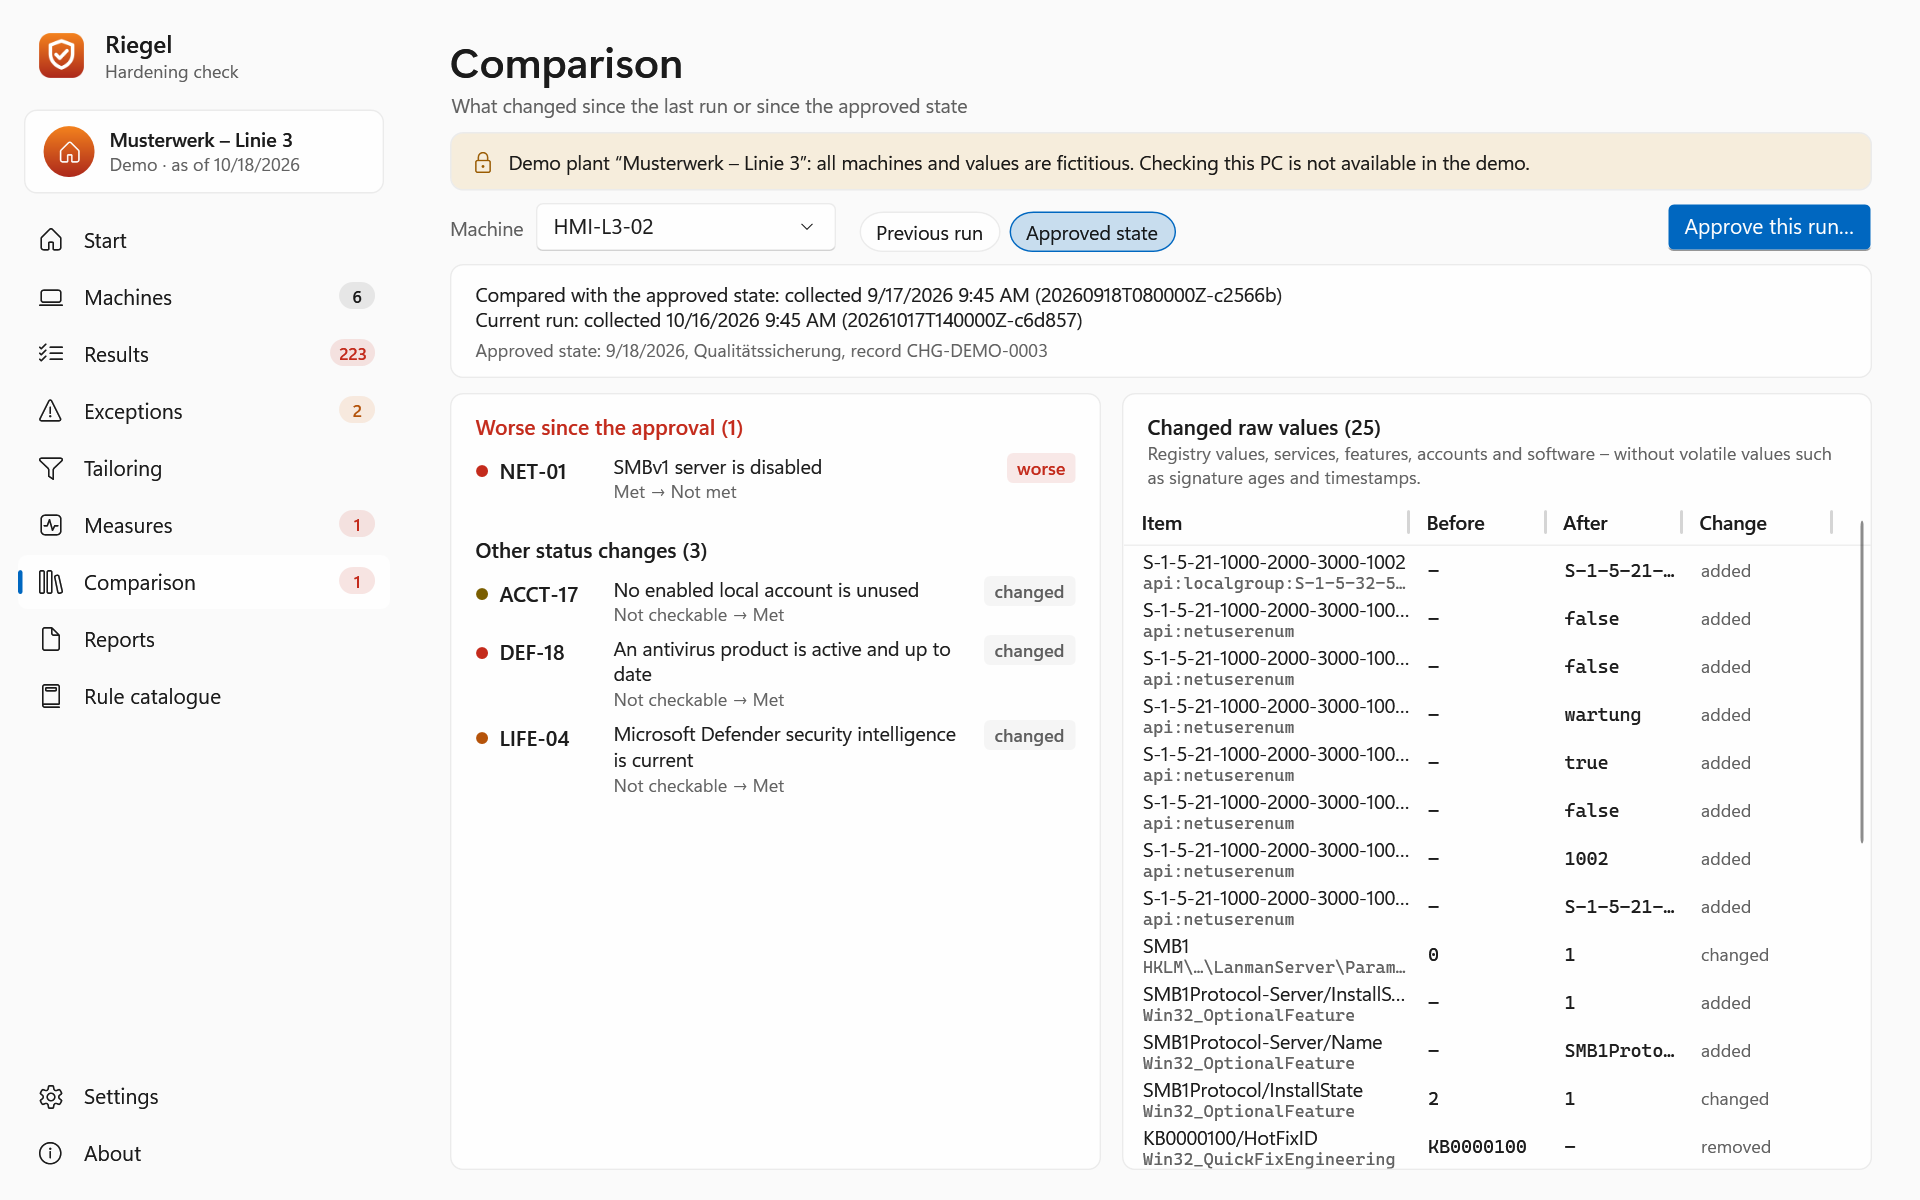 Riegel
Hardening check
Musterwerk – Linie 3
Demo · as of 10/18/2026
Start
Machines
6
Results
223
Exceptions
2
Tailoring
Measures
1
Comparison
1
Reports
Rule catalogue
Settings
About
Comparison
What changed since the last run or since the approved state
Demo plant “Musterwerk – Linie 3”: all machines and values are fictitious. Checking this PC is not available in the demo.
Machine
HMI-L3-02
Previous run
Approved state
Approve this run...
Compared with the approved state: collected 9/17/2026 9:45 AM (20260918T080000Z-c2566b)
Current run: collected 10/16/2026 9:45 AM (20261017T140000Z-c6d857)
Approved state: 9/18/2026, Qualitätssicherung, record CHG-DEMO-0003
Worse since the approval (1)
NET-01
SMBv1 server is disabled
worse
Met → Not met
Other status changes (3)
ACCT-17
No enabled local account is unused
changed
Not checkable → Met
DEF-18
An antivirus product is active and up to
date
changed
Not checkable → Met
LIFE-04
Microsoft Defender security intelligence
is current
changed
Not checkable → Met
Changed raw values (25)
Registry values, services, features, accounts and software – without volatile values such
as signature ages and timestamps.
Item Before After Change
S-1-5-21-1000-2000-3000-1002 – S-1-5-21-… added
api:localgroup:S-1-5-32-5…
S-1-5-21-1000-2000-3000-100… – false added
api:netuserenum
S-1-5-21-1000-2000-3000-100… – false added
api:netuserenum
S-1-5-21-1000-2000-3000-100… – wartung added
api:netuserenum
S-1-5-21-1000-2000-3000-100… – true added
api:netuserenum
S-1-5-21-1000-2000-3000-100… – false added
api:netuserenum
S-1-5-21-1000-2000-3000-100… – 1002 added
api:netuserenum
S-1-5-21-1000-2000-3000-100… – S-1-5-21-… added
api:netuserenum
SMB1 0 1 changed
HKLM\…\LanmanServer\Param…
SMB1Protocol-Server/InstallS… – 1 added
Win32_OptionalFeature
SMB1Protocol-Server/Name – SMB1Proto… added
Win32_OptionalFeature
SMB1Protocol/InstallState 2 1 changed
Win32_OptionalFeature
KB0000100/HotFixID KB0000100 – removed
Win32_QuickFixEngineering